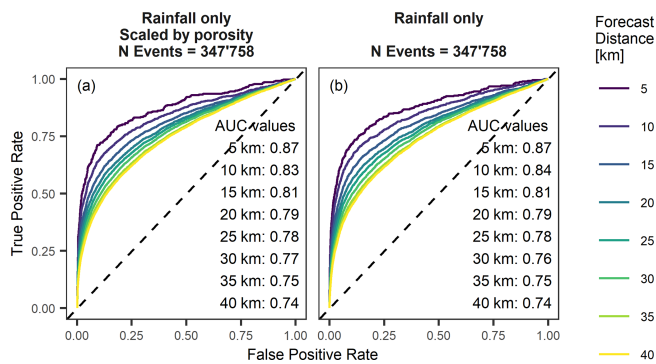 Rainfall only
Scaled by porosity
N Events = 347'758
Rainfall only
N Events = 347'758
Forecast
Distance
[km]
5
10
15
20
25
30
35
40
True Positive Rate
1.00
0.75
0.50
0.25
0.00
(a)
AUC values
5 km: 0.87
10 km: 0.83
15 km: 0.81
20 km: 0.79
25 km: 0.78
30 km: 0.77
35 km: 0.75
40 km: 0.74
0.00 0.25 0.50 0.75 1.00
(b)
AUC values
5 km: 0.87
10 km: 0.84
15 km: 0.81
20 km: 0.79
25 km: 0.78
30 km: 0.76
35 km: 0.75
40 km: 0.74
0.00 0.25 0.50 0.75 1.00
False Positive Rate